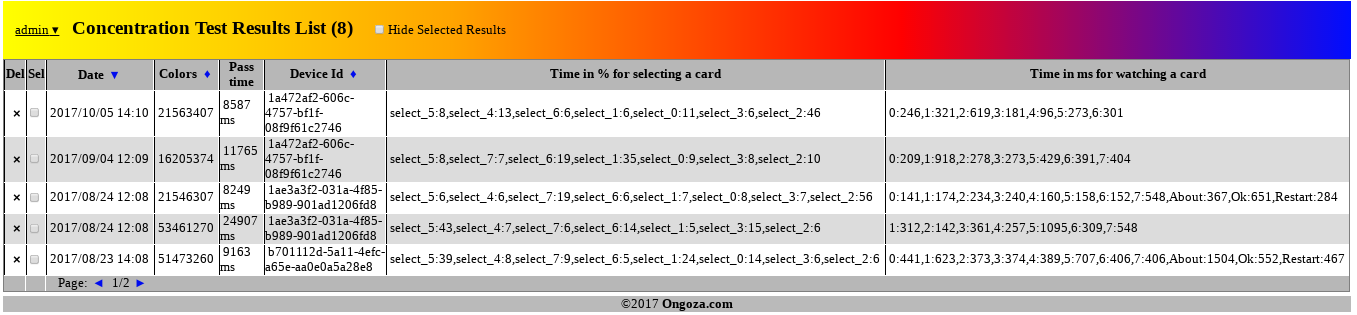 admin ▾ Concentration Test Results List (8) Hide Selected Results
Del Sel Date ▼ Colors ♦ Pass time Device Id ♦ Time in % for selecting a card Time in ms for watching a card
× 2017/10/05 14:10 21563407 8587 ms 1a472af2-606c-4757-bf1f-08f9f61c2746 select_5:8,select_4:13,select_6:6,select_1:6,select_0:11,select_3:6,select_2:46 0:246,1:321,2:619,3:181,4:96,5:273,6:301
× 2017/09/04 12:09 16205374 11765 ms 1a472af2-606c-4757-bf1f-08f9f61c2746 select_5:8,select_7:7,select_6:19,select_1:35,select_0:9,select_3:8,select_2:10 0:209,1:918,2:278,3:273,5:429,6:391,7:404
× 2017/08/24 12:08 21546307 8249 ms 1ae3a3f2-031a-4f85-b989-901ad1206fd8 select_5:6,select_4:6,select_7:19,select_6:6,select_1:7,select_0:8,select_3:7,select_2:56 0:141,1:174,2:234,3:240,4:160,5:158,6:152,7:548,About:367,Ok:651,Restart:284
× 2017/08/24 12:08 53461270 24907 ms 1ae3a3f2-031a-4f85-b989-901ad1206fd8 select_5:43,select_4:7,select_7:6,select_6:14,select_1:5,select_3:15,select_2:6 1:312,2:142,3:361,4:257,5:1095,6:309,7:548
× 2017/08/23 14:08 51473260 9163 ms b701112d-5a11-4efc-a65e-aa0e0a5a28e8 select_5:39,select_4:8,select_7:9,select_6:5,select_1:24,select_0:14,select_3:6,select_2:6 0:441,1:623,2:373,3:374,4:389,5:707,6:406,7:406,About:1504,Ok:552,Restart:467
Page: ◄ 1/2 ►
©2017 Ongoza.com